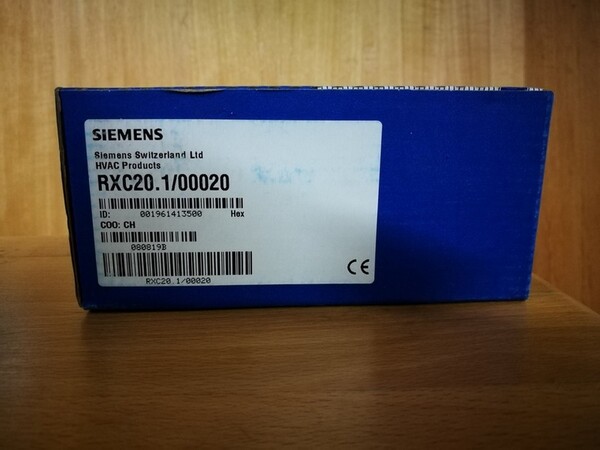 SIEMENS
Siemens Switzerland Ltd
HVAC Products
RXC20.1/00020
ID: 001961413500 Hex
COO: CH
080819B
RXC20.1/00020
CE